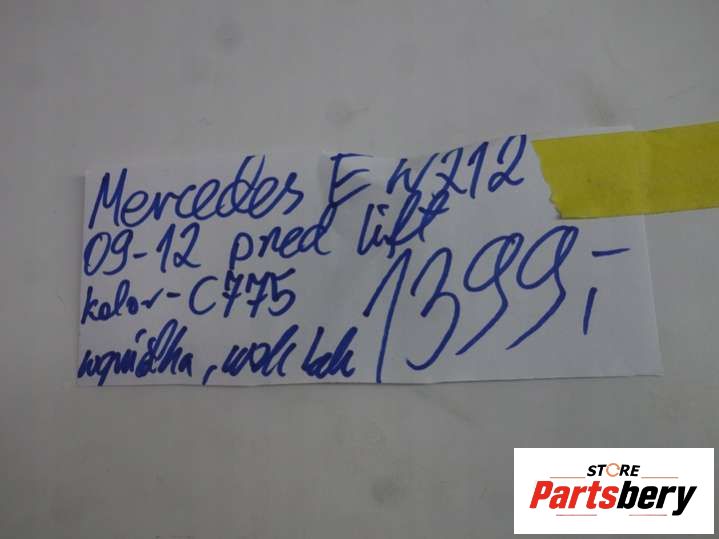 Mercedes E W212
09-12 pred lift
kolor - C775
1399,-
STORE
Partsbery